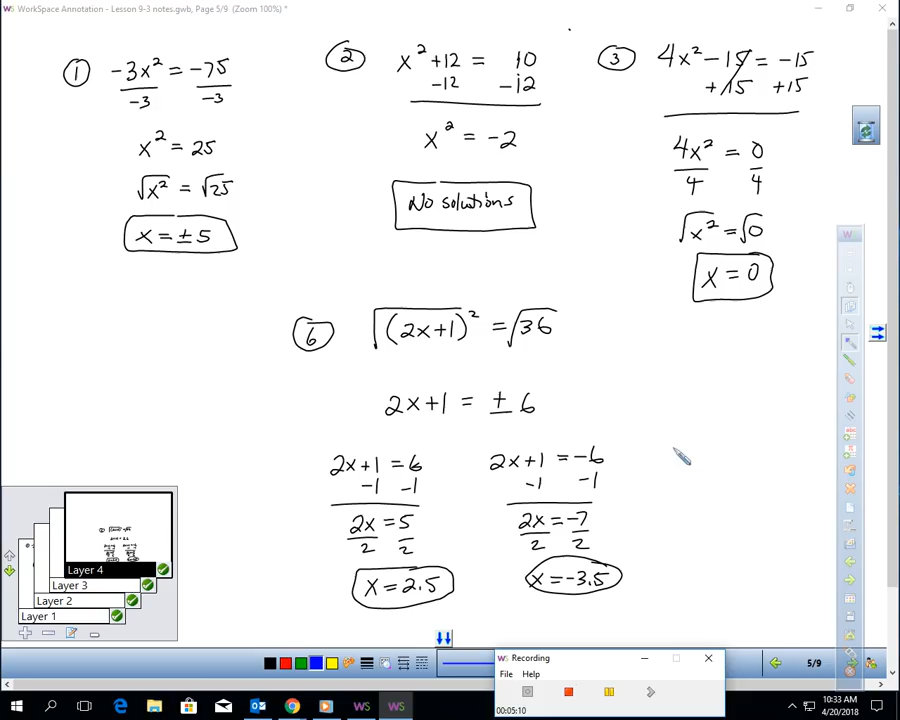 WorkSpace Annotation - Lesson 9-3 notes.gwb, Page 5/9 (Zoom 100%) *
① -3x² = -75
-3 -3
x² = 25
√x² = √25
x = ±5
② x² +12 = 10
-12 -12
x² = -2
No solutions
③ 4x² - 15 = -15
+15 +15
4x² = 0
4 4
√x² = √0
x = 0
⑥ √(2x+1)² = √36
2x+1 = ± 6
2x+1 = 6
-1 -1
2x = 5
2 2
x = 2.5
2x+1 = -6
-1 -1
2x = -7
2 2
x = -3.5
Layer 4
Layer 3
Layer 2
Layer 1
5/9
WS Recording
File Help
00:05:10
10:33 AM
4/20/2018